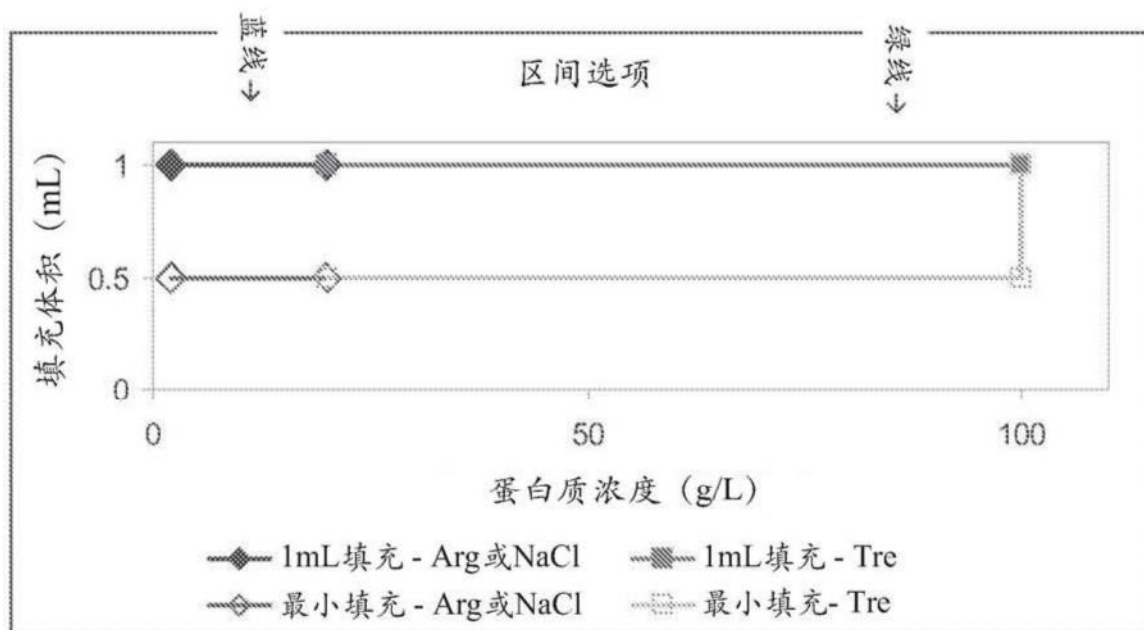 蓝线→
绿线→
区间选项
填充体积（mL）
1
0.5
0
0
50
100
蛋白质浓度（g/L）
1mL填充 - Arg或NaCl
1mL填充 - Tre
最小填充 - Arg或NaCl
最小填充- Tre